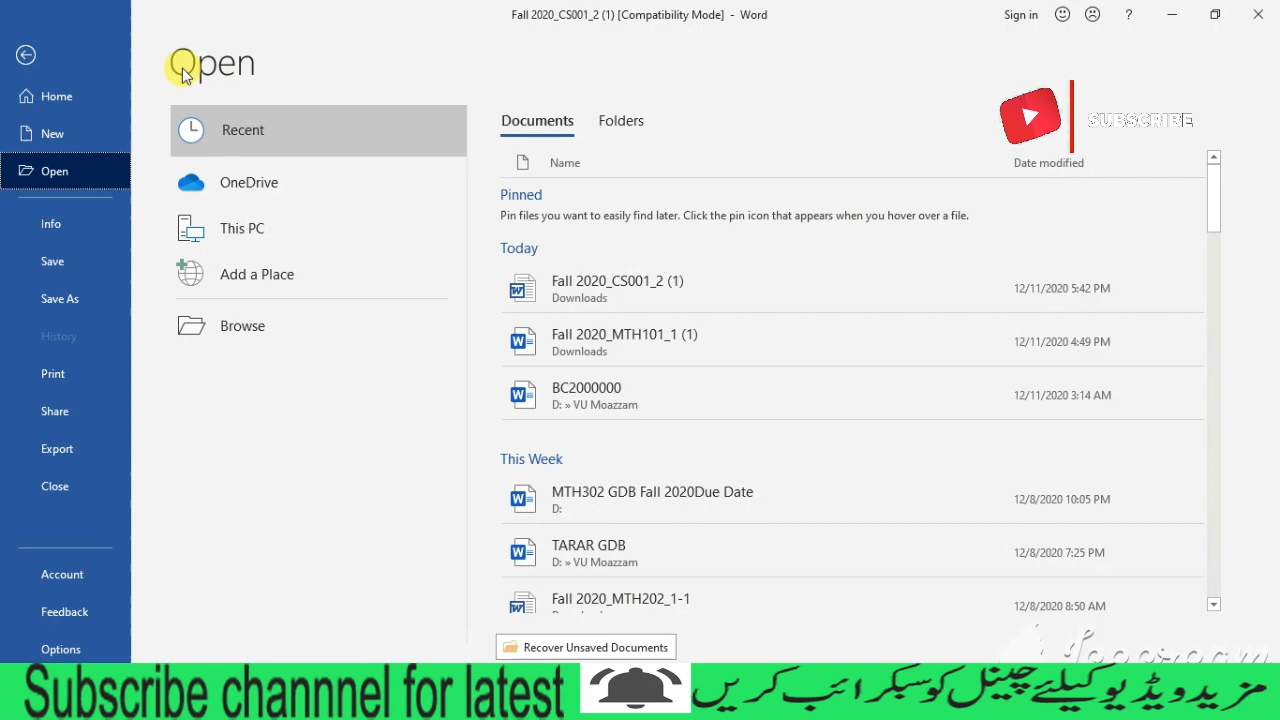 Fall 2020_CS001_2 (1) [Compatibility Mode] - Word
Sign in
?
Home
New
Open
Info
Save
Save As
History
Print
Share
Export
Close
Account
Feedback
Options
Open
Recent
OneDrive
This PC
Add a Place
Browse
Documents Folders
SUBSCRIBE
Name Date modified
Pinned
Pin files you want to easily find later. Click the pin icon that appears when you hover over a file.
Today
Fall 2020_CS001_2 (1)
Downloads
12/11/2020 5:42 PM
Fall 2020_MTH101_1 (1)
Downloads
12/11/2020 4:49 PM
BC2000000
D: » VU Moazzam
12/11/2020 3:14 AM
This Week
MTH302 GDB Fall 2020Due Date
D:
12/8/2020 10:05 PM
TARAR GDB
D: » VU Moazzam
12/8/2020 7:25 PM
Fall 2020_MTH202_1-1
12/8/2020 8:50 AM
Recover Unsaved Documents
Subscribe channnel for latest
مزید ویڈیو کیلئے چینل کو سبکرائب کریں